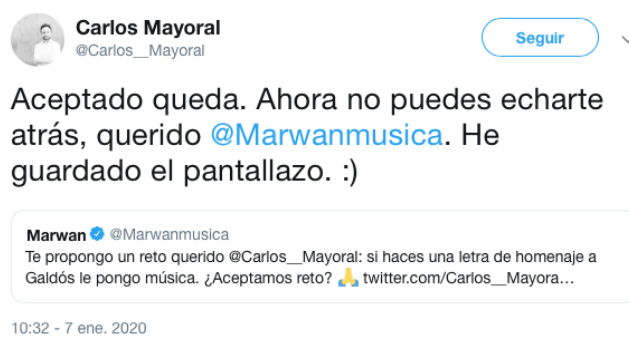 Carlos Mayoral
@Carlos__Mayoral
Seguir
Aceptado queda. Ahora no puedes echarte
atrás, querido @Marwanmusica. He
guardado el pantallazo. :)
Marwan @Marwanmusica
Te propongo un reto querido @Carlos__Mayoral: si haces una letra de homenaje a
Galdós le pongo música. ¿Aceptamos reto? 🙏 twitter.com/Carlos__Mayora…
10:32 - 7 ene. 2020